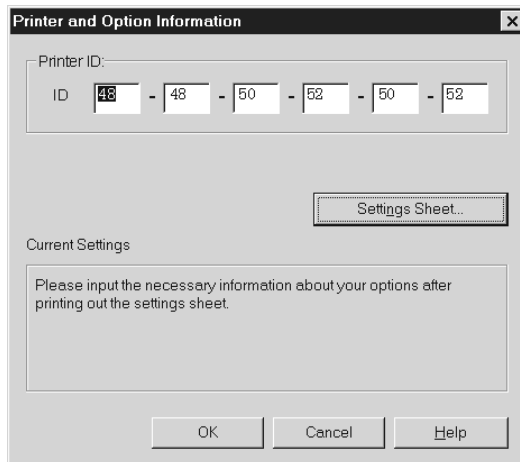 Printer and Option Information
Printer ID:
ID 48 - 48 - 50 - 52 - 50 - 52
Settings Sheet...
Current Settings
Please input the necessary information about your options after
printing out the settings sheet.
OK Cancel Help